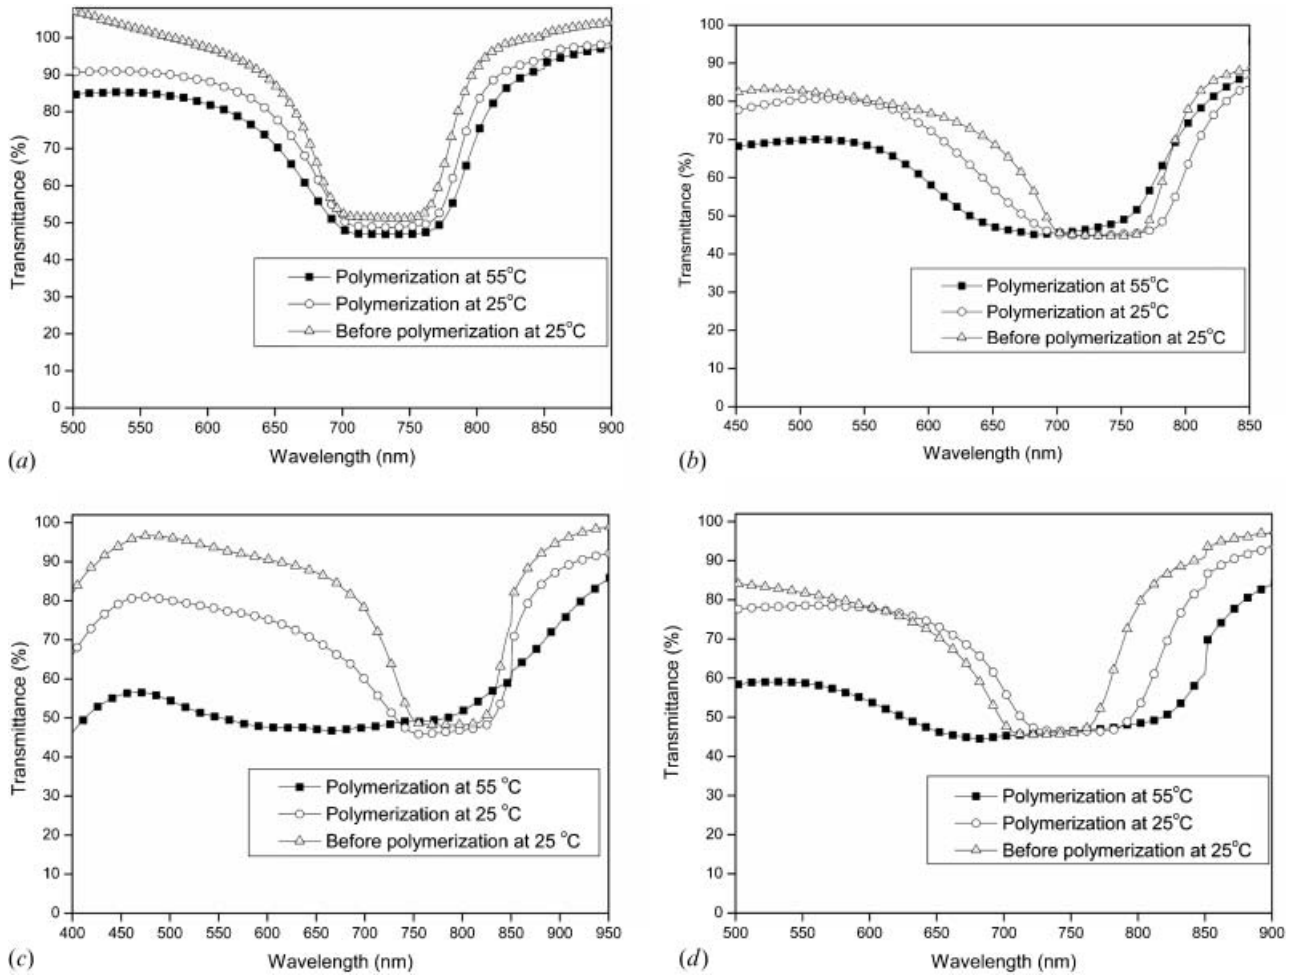 100
90
80
70
60
50
40
30
20
10
0
Transmittance (%)
Polymerization at 55°C
Polymerization at 25°C
Before polymerization at 25°C
500 550 600 650 700 750 800 850 900
Wavelength (nm)
(a)
100
90
80
70
60
50
40
30
20
10
0
Transmittance (%)
Polymerization at 55°C
Polymerization at 25°C
Before polymerization at 25°C
450 500 550 600 650 700 750 800 850
Wavelength (nm)
(b)
100
90
80
70
60
50
40
30
20
10
0
Transmittance (%)
Polymerization at 55 °C
Polymerization at 25 °C
Before polymerization at 25 °C
400 450 500 550 600 650 700 750 800 850 900 950
Wavelength (nm)
(c)
100
90
80
70
60
50
40
30
20
10
0
Transmittance (%)
Polymerization at 55°C
Polymerization at 25°C
Before polymerization at 25°C
500 550 600 650 700 750 800 850 900
Wavelength (nm)
(d)